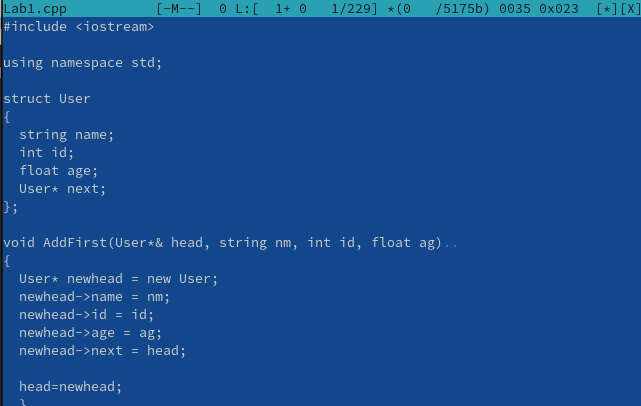 Lab1.cpp [-M--] 0 L:[ 1+ 0 1/229] *(0 /5175b) 0035 0x023 [*][X]
#include <iostream>
using namespace std;
struct User
{
string name;
int id;
float age;
User* next;
};
void AddFirst(User*& head, string nm, int id, float ag)..
{
User* newhead = new User;
newhead->name = nm;
newhead->id = id;
newhead->age = ag;
newhead->next = head;
head=newhead;
}